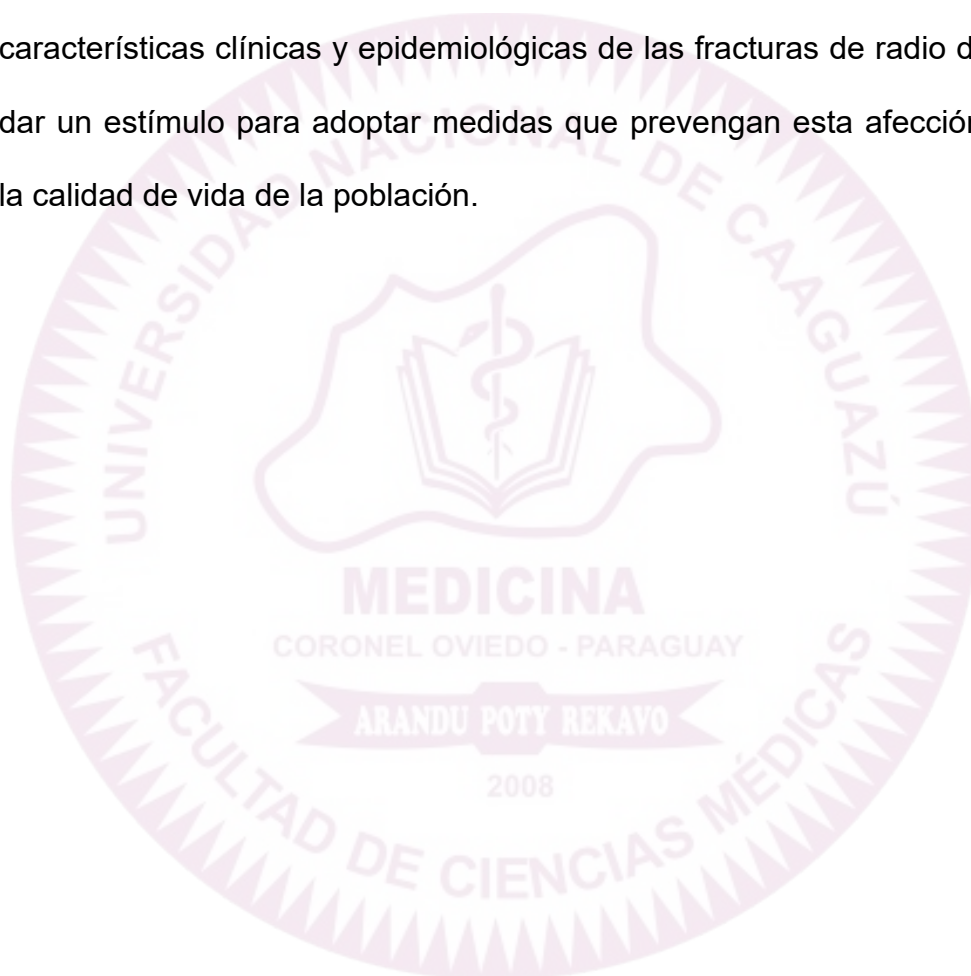 características clínicas y epidemiológicas de las fracturas de radio d
dar un estímulo para adoptar medidas que prevengan esta afección
la calidad de vida de la población.
UNIVERSIDAD NACIONAL DE CAAGUAZÚ
MEDICINA
CORONEL OVIEDO - PARAGUAY
ARANDU POTY REKAVO
2008
FACULTAD DE CIENCIAS MÉDICAS